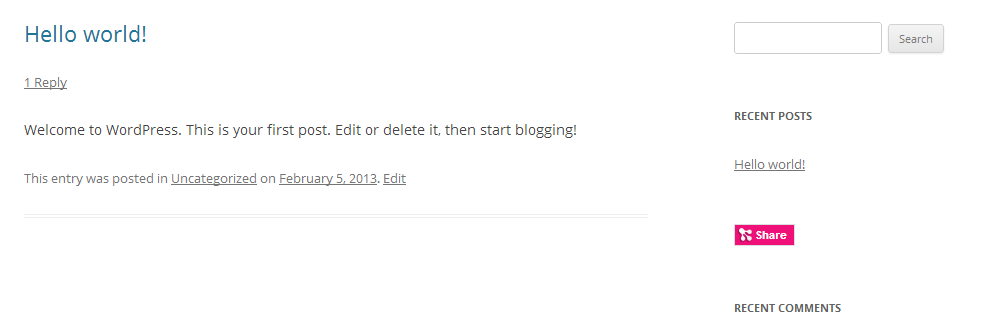 Hello world!
1 Reply
Welcome to WordPress. This is your first post. Edit or delete it, then start blogging!
This entry was posted in Uncategorized on February 5, 2013. Edit
Search
RECENT POSTS
Hello world!
Share
RECENT COMMENTS